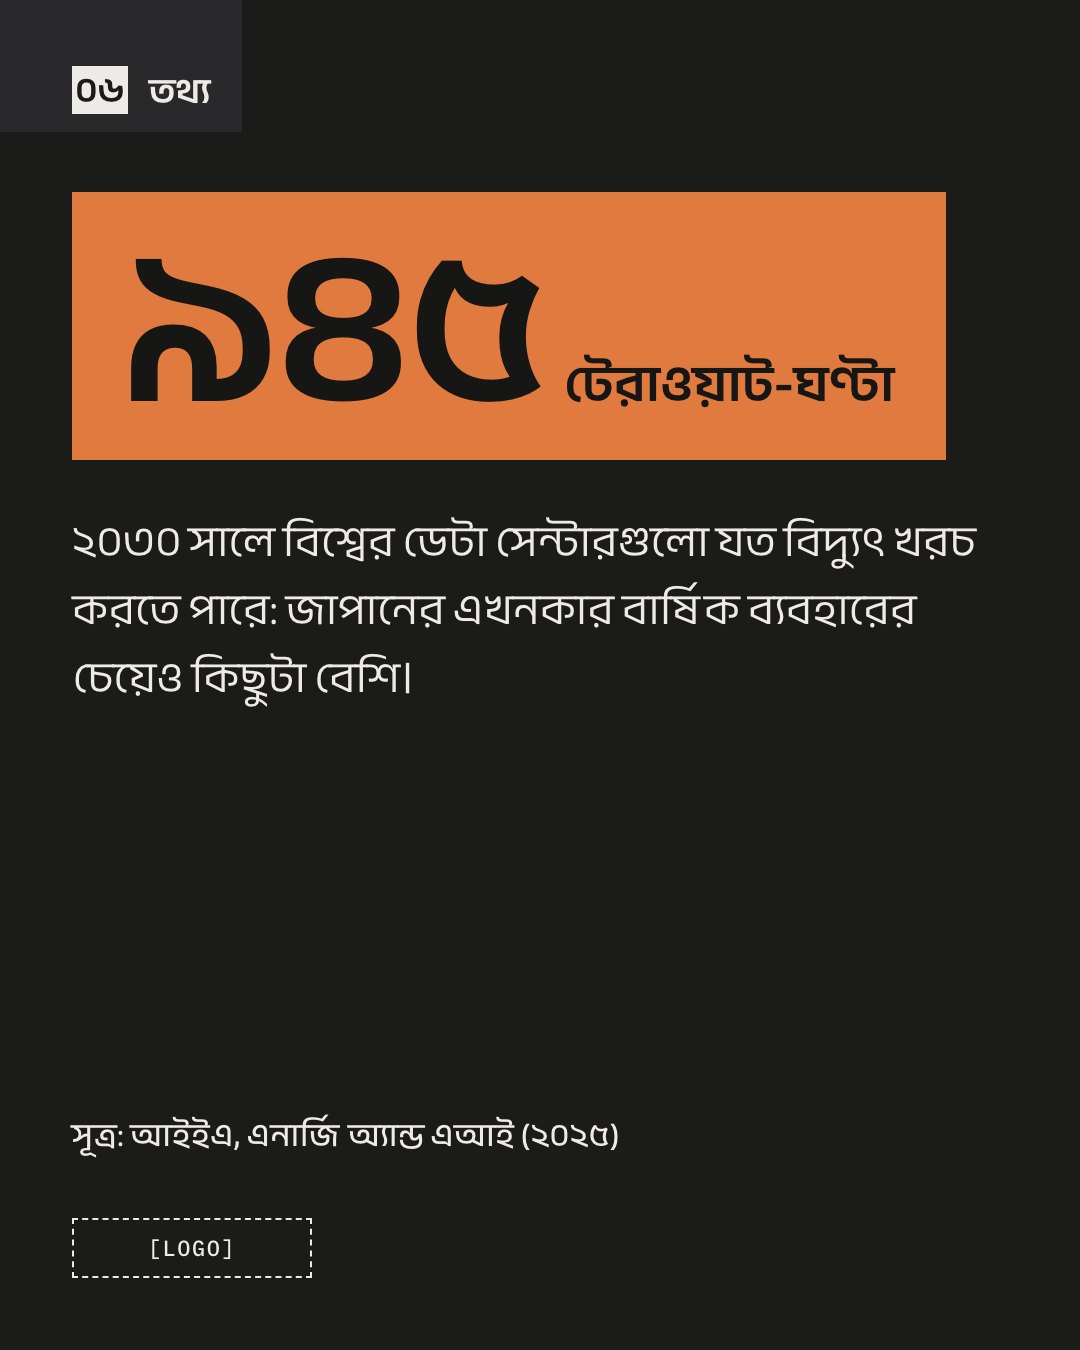 ০৬ তথ্য
৯৪৫ টেরাওয়াট-ঘণ্টা
২০৩০ সালে বিশ্বের ডেটা সেন্টারগুলো যত বিদ্যুৎ খরচ
করতে পারে: জাপানের এখনকার বার্ষিক ব্যবহারের
চেয়েও কিছুটা বেশি।
সূত্র: আইইএ, এনার্জি অ্যান্ড এআই (২০২৫)
[LOGO]